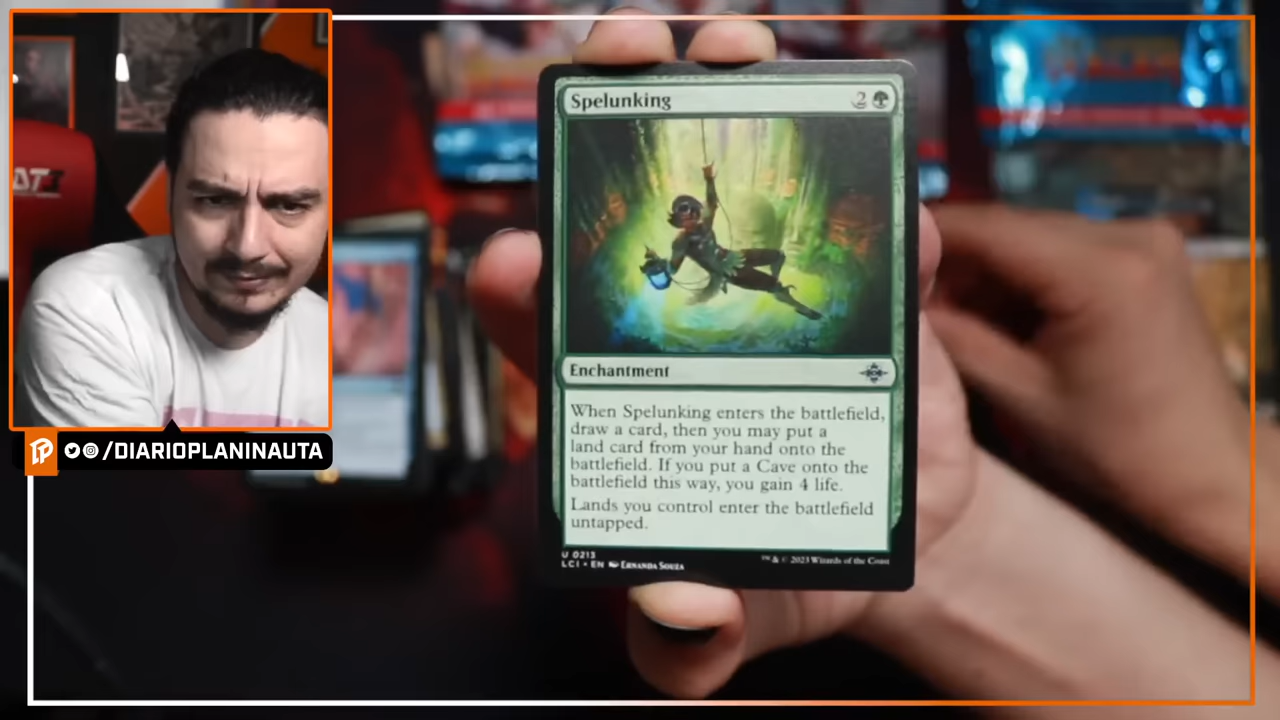 Spelunking 2
Enchantment
When Spelunking enters the battlefield,
draw a card, then you may put a
land card from your hand onto the
battlefield. If you put a Cave onto the
battlefield this way, you gain 4 life.
Lands you control enter the battlefield
untapped.
U 0213
LCI • EN ERNANDA SOUZA
™ & © 2023 Wizards of the Coast
/DIARIOPLANINAUTA